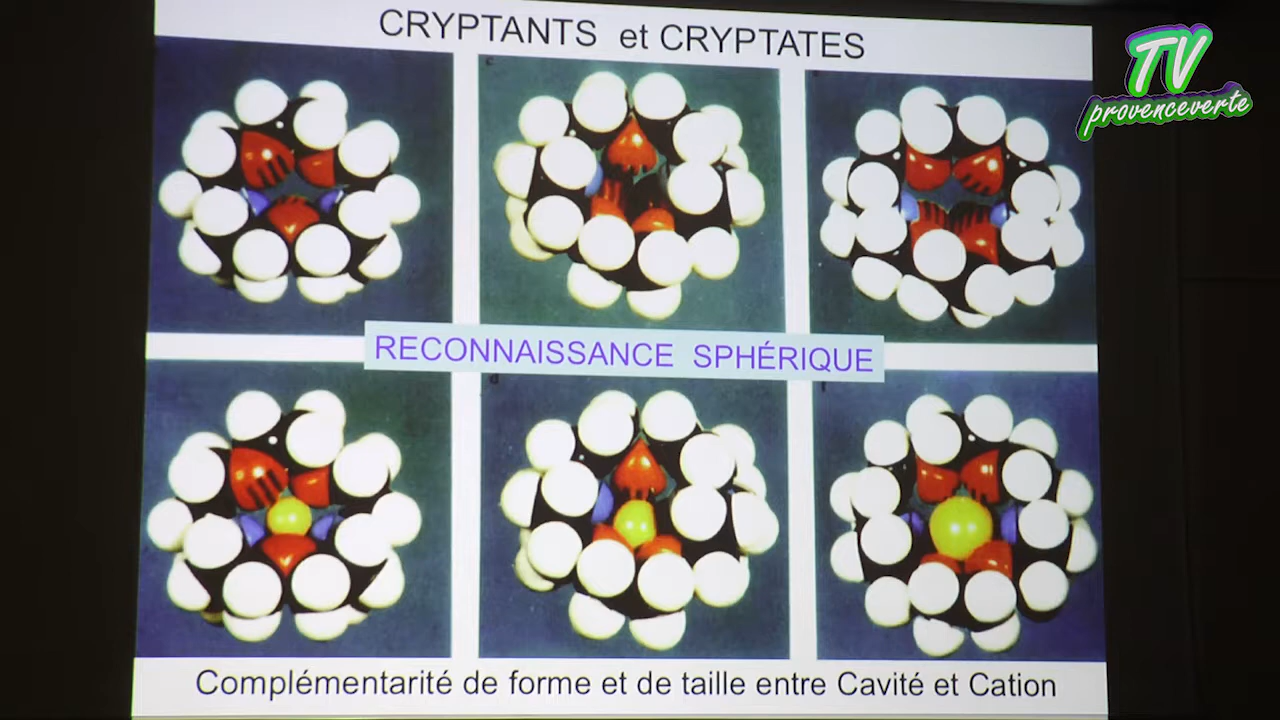 CRYPTANTS et CRYPTATES
TV
provenceverte
RECONNAISSANCE SPHÉRIQUE
d
Complémentarité de forme et de taille entre Cavité et Cation